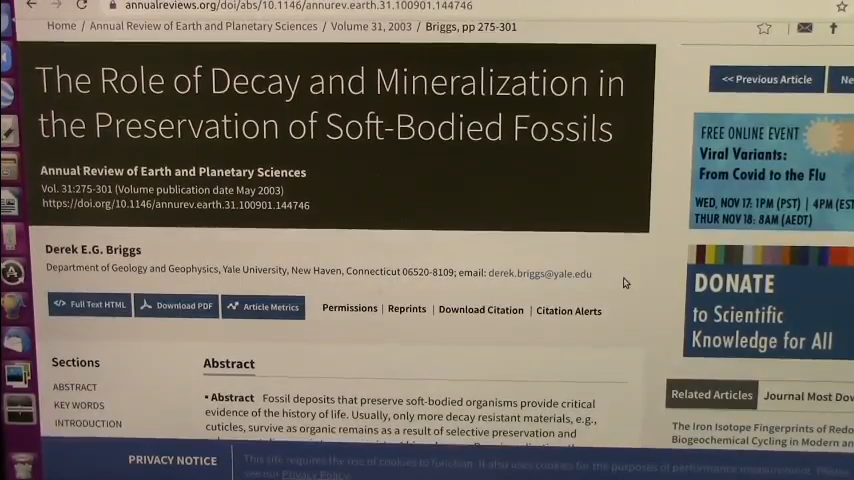 annualreviews.org/doi/abs/10.1146/annurev.earth.31.100901.144746
Home / Annual Review of Earth and Planetary Sciences / Volume 31, 2003 / Briggs, pp 275-301
The Role of Decay and Mineralization in
the Preservation of Soft-Bodied Fossils
Annual Review of Earth and Planetary Sciences
Vol. 31:275-301 (Volume publication date May 2003)
https://doi.org/10.1146/annurev.earth.31.100901.144746
<< Previous Article
Ne
FREE ONLINE EVENT
Viral Variants:
From Covid to the Flu
WED, NOV 17: 1PM (PST) | 4PM (EST
THUR NOV 18: 8AM (AEDT)
Derek E.G. Briggs
Department of Geology and Geophysics, Yale University, New Haven, Connecticut 06520-8109; email: derek.briggs@yale.edu
</> Full Text HTML
Download PDF
Article Metrics
Permissions | Reprints | Download Citation | Citation Alerts
DONATE
to Scientific
Knowledge for All
Sections
ABSTRACT
KEY WORDS
INTRODUCTION
Abstract
▪ Abstract Fossil deposits that preserve soft-bodied organisms provide critical
evidence of the history of life. Usually, only more decay resistant materials, e.g.,
cuticles, survive as organic remains as a result of selective preservation and
Related Articles
Journal Most Dov
The Iron Isotope Fingerprints of Redo
Biogeochemical Cycling in Modern an
PRIVACY NOTICE
This site requires the use of cookies to function. It also uses cookies for the purposes of performance measurement. Please
see our Privacy Policy.